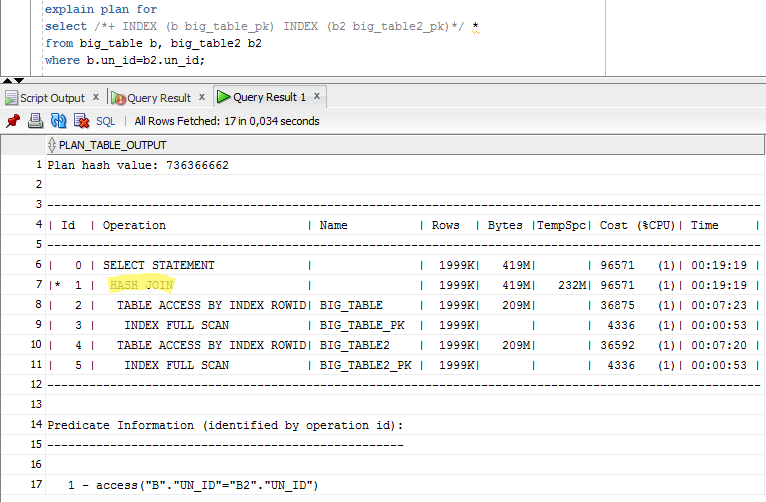 explain plan for
select /*+ INDEX (b big_table_pk) INDEX (b2 big_table2_pk)*/ *
from big_table b, big_table2 b2
where b.un_id=b2.un_id;
Script Output x Query Result x Query Result 1 x
SQL | All Rows Fetched: 17 in 0,034 seconds
PLAN_TABLE_OUTPUT
1 Plan hash value: 736366662
2
3 ---------------------------------------------------------------------------------------------------
4 | Id | Operation | Name | Rows | Bytes |TempSpc| Cost (%CPU)| Time
5 ---------------------------------------------------------------------------------------------------
6 | 0 | SELECT STATEMENT | | 1999K| 419M| | 96571 (1)| 00:19:19 |
7 |* 1 | HASH JOIN | | 1999K| 419M| 232M| 96571 (1)| 00:19:19 |
8 | 2 | TABLE ACCESS BY INDEX ROWID| BIG_TABLE | 1999K| 209M| | 36875 (1)| 00:07:23 |
9 | 3 | INDEX FULL SCAN | BIG_TABLE_PK | 1999K| | | 4336 (1)| 00:00:53 |
10 | 4 | TABLE ACCESS BY INDEX ROWID| BIG_TABLE2 | 1999K| 209M| | 36592 (1)| 00:07:20 |
11 | 5 | INDEX FULL SCAN | BIG_TABLE2_PK | 1999K| | | 4336 (1)| 00:00:53 |
12 ---------------------------------------------------------------------------------------------------
13
14 Predicate Information (identified by operation id):
15 ---------------------------------------------------
16
17 1 - access("B"."UN_ID"="B2"."UN_ID")